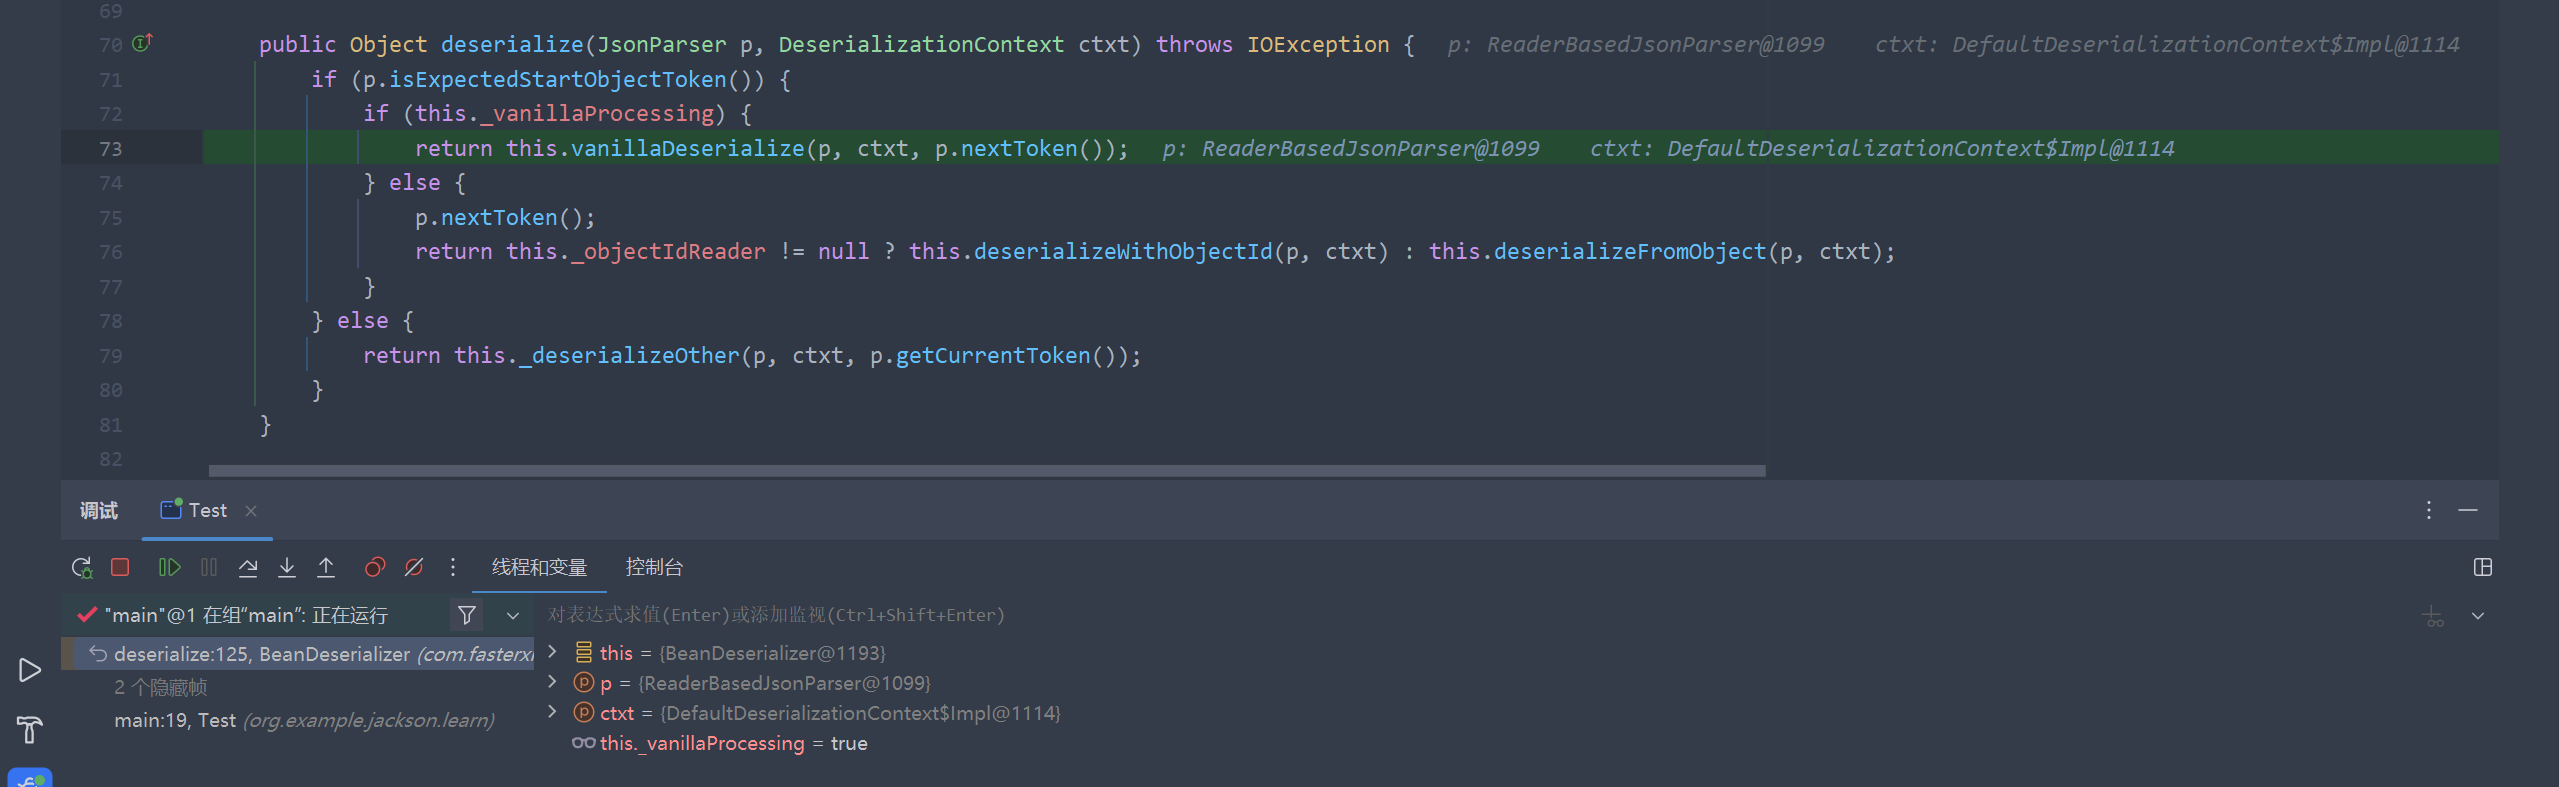 69
70 public Object deserialize(JsonParser p, DeserializationContext ctxt) throws IOException { p: ReaderBasedJsonParser@1099 ctxt: DefaultDeserializationContext$Impl@1114
71 if (p.isExpectedStartObjectToken()) {
72 if (this._vanillaProcessing) {
73 return this.vanillaDeserialize(p, ctxt, p.nextToken()); p: ReaderBasedJsonParser@1099 ctxt: DefaultDeserializationContext$Impl@1114
74 } else {
75 p.nextToken();
76 return this._objectIdReader != null ? this.deserializeWithObjectId(p, ctxt) : this.deserializeFromObject(p, ctxt);
77 }
78 } else {
79 return this._deserializeOther(p, ctxt, p.getCurrentToken());
80 }
81 }
82
调试 Test
线程和变量 控制台
"main"@1 在组“main”: 正在运行
对表达式求值(Enter)或添加监视(Ctrl+Shift+Enter)
deserialize:125, BeanDeserializer (com.fasterx
2 个隐藏帧
main:19, Test (org.example.jackson.learn)
this = {BeanDeserializer@1193}
p = {ReaderBasedJsonParser@1099}
ctxt = {DefaultDeserializationContext$Impl@1114}
this._vanillaProcessing = true